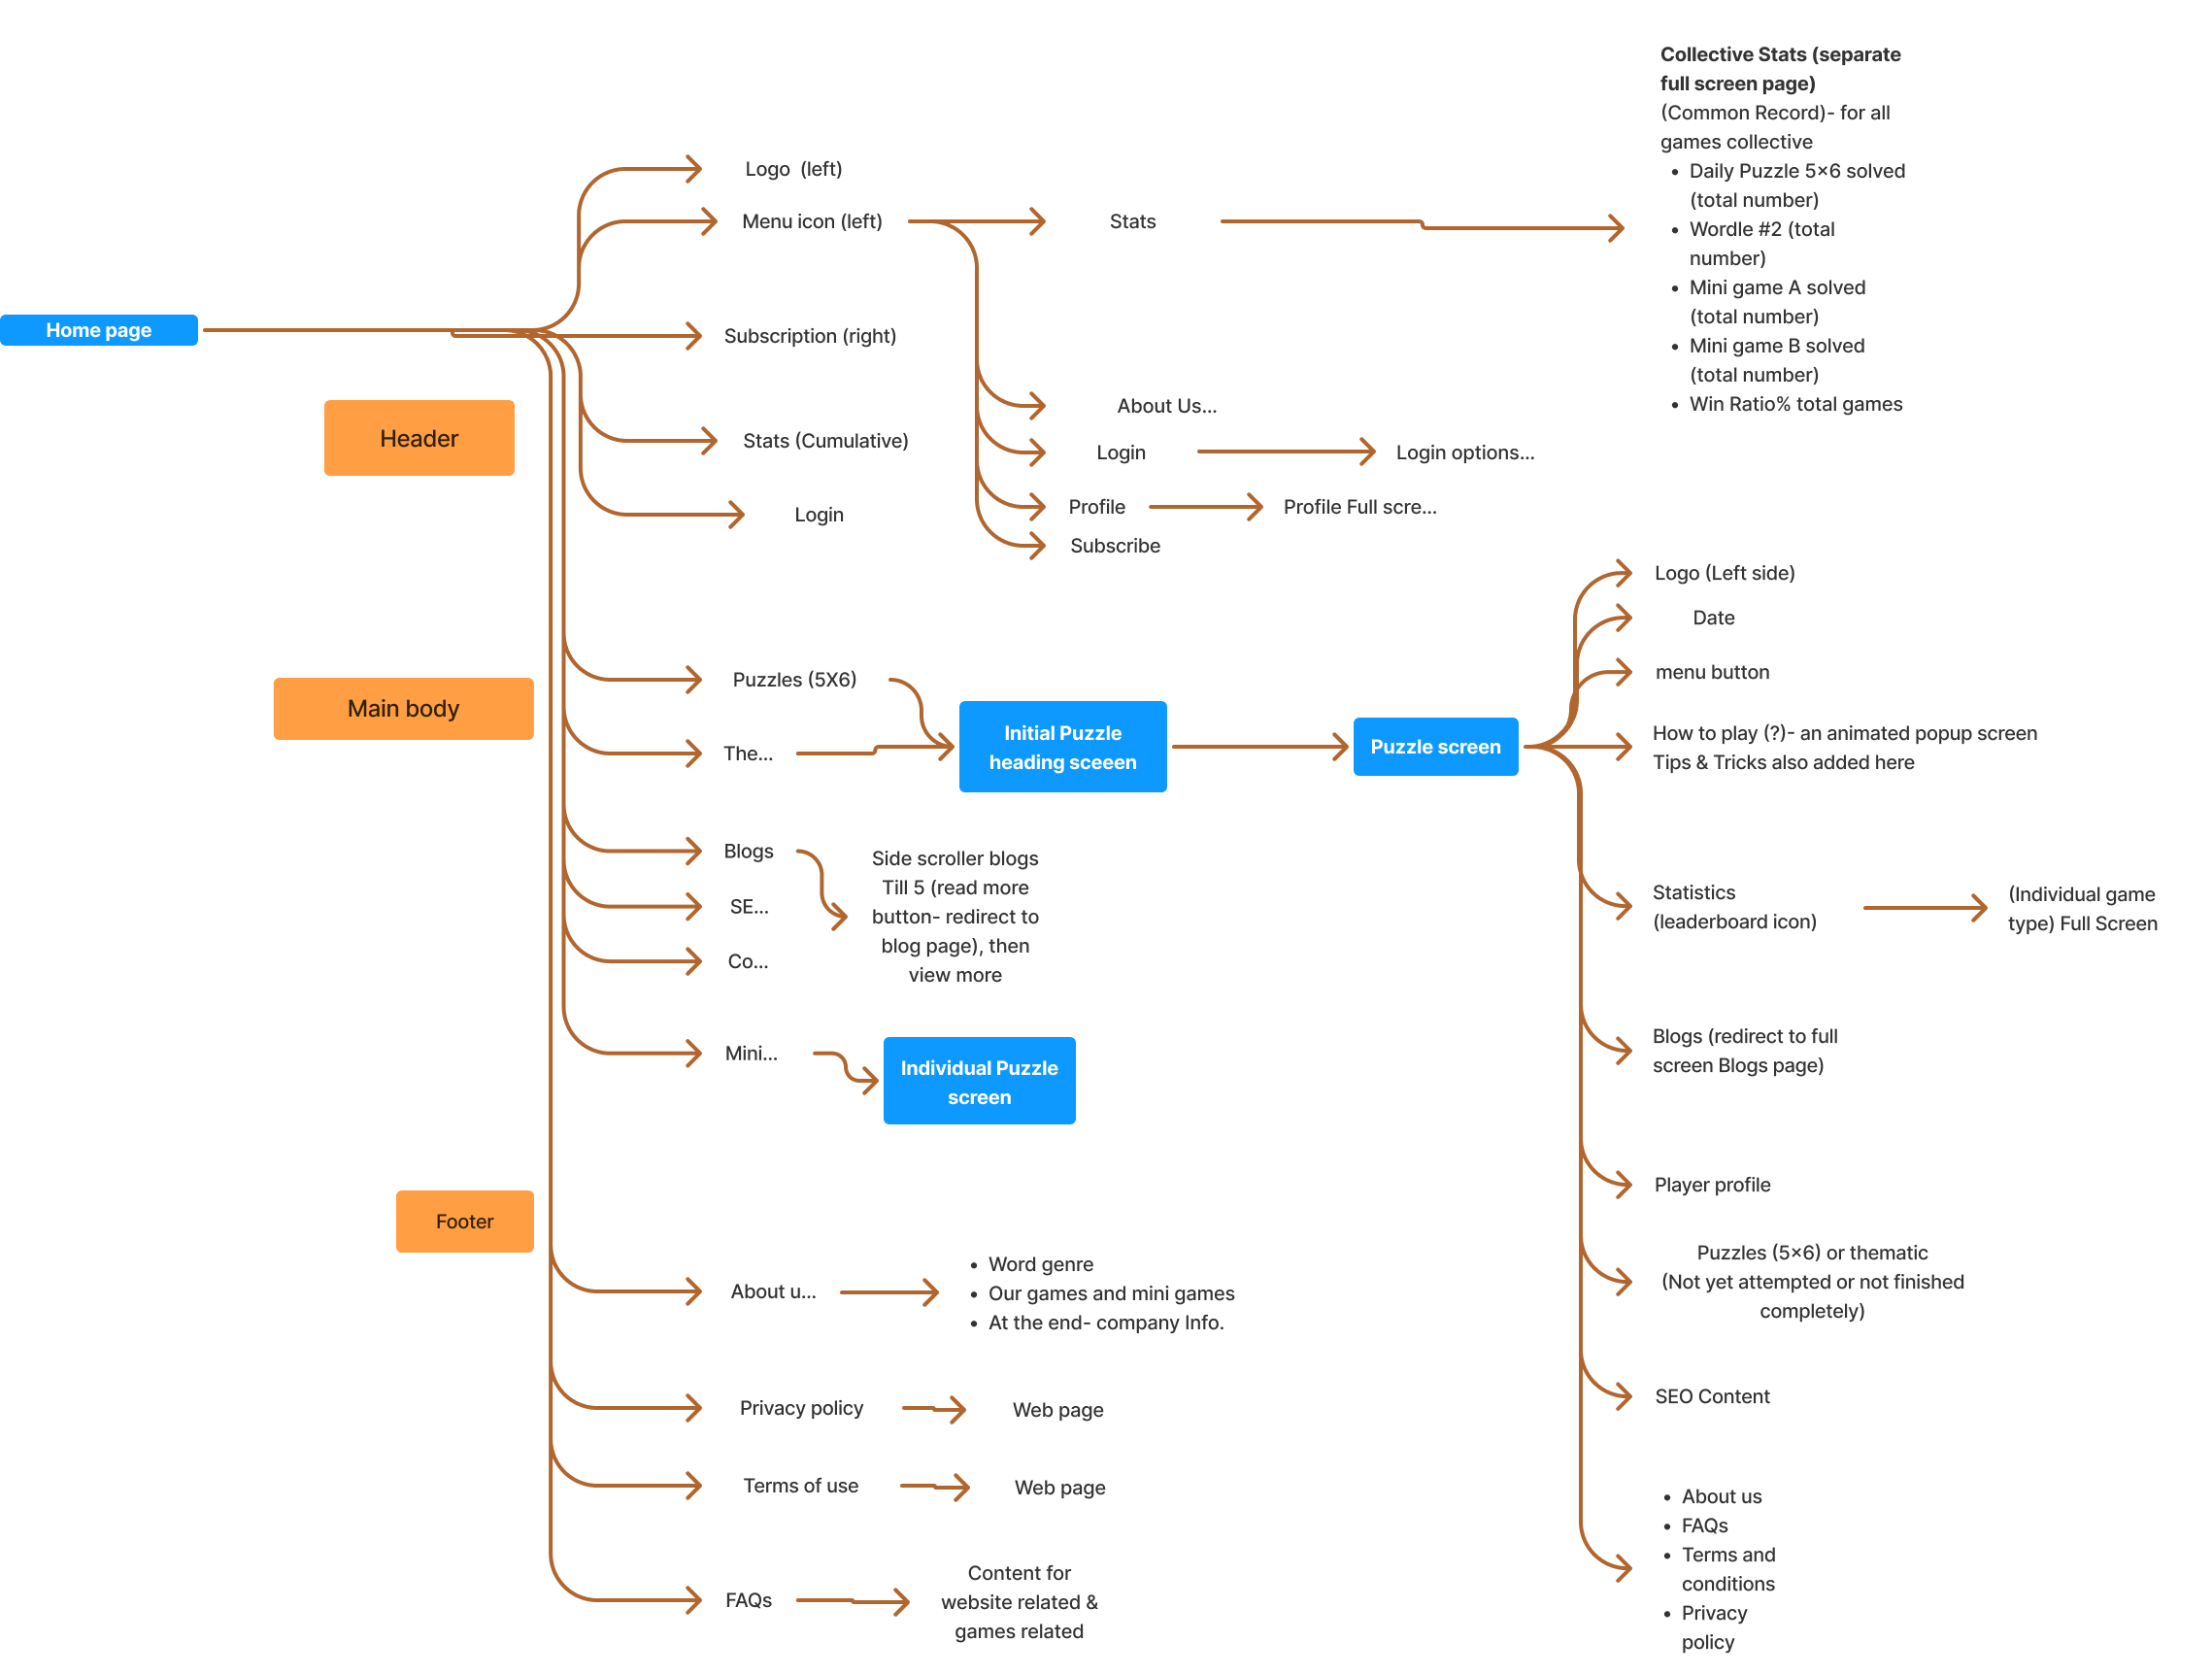 Collective Stats (separate
full screen page)
(Common Record)- for all
games collective
• Daily Puzzle 5×6 solved
(total number)
• Wordle #2 (total
number)
• Mini game A solved
(total number)
• Mini game B solved
(total number)
• Win Ratio% total games
Logo (left)
Menu icon (left)
Stats
Home page
Subscription (right)
Header
Stats (Cumulative)
Login
About Us...
Login
Login options...
Profile
Profile Full scre...
Subscribe
Main body
Puzzles (5X6)
The...
Initial Puzzle
heading sceeen
Puzzle screen
Logo (Left side)
Date
menu button
How to play (?)- an animated popup screen
Tips & Tricks also added here
Blogs
Side scroller blogs
Till 5 (read more
button- redirect to
blog page), then
view more
SE...
Co...
Mini...
Individual Puzzle
screen
Statistics
(leaderboard icon)
(Individual game
type) Full Screen
Blogs (redirect to full
screen Blogs page)
Player profile
Puzzles (5×6) or thematic
(Not yet attempted or not finished
completely)
SEO Content
• About us
• FAQs
• Terms and
conditions
• Privacy
policy
Footer
About u...
• Word genre
• Our games and mini games
• At the end- company Info.
Privacy policy
Web page
Terms of use
Web page
FAQs
Content for
website related &
games related